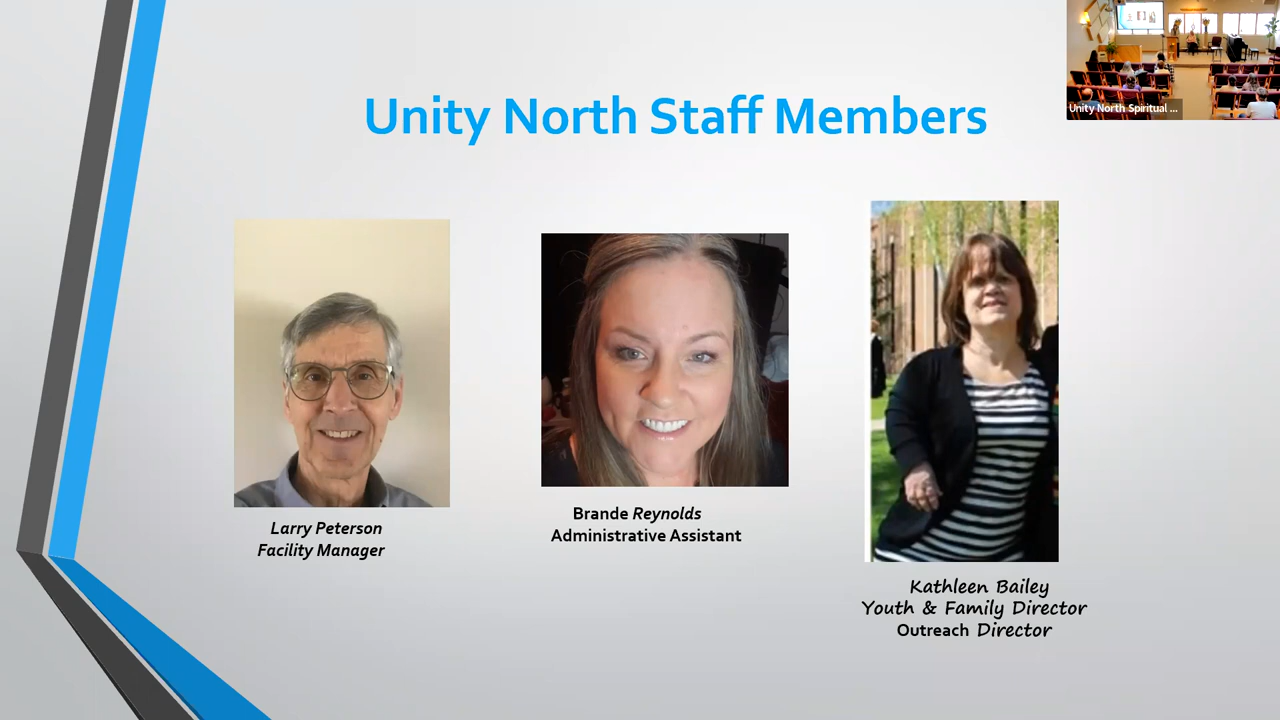 Unity North Staff Members
Unity North Spiritual ...
Larry Peterson
Facility Manager
Brande Reynolds
Administrative Assistant
Kathleen Bailey
Youth & Family Director
Outreach Director